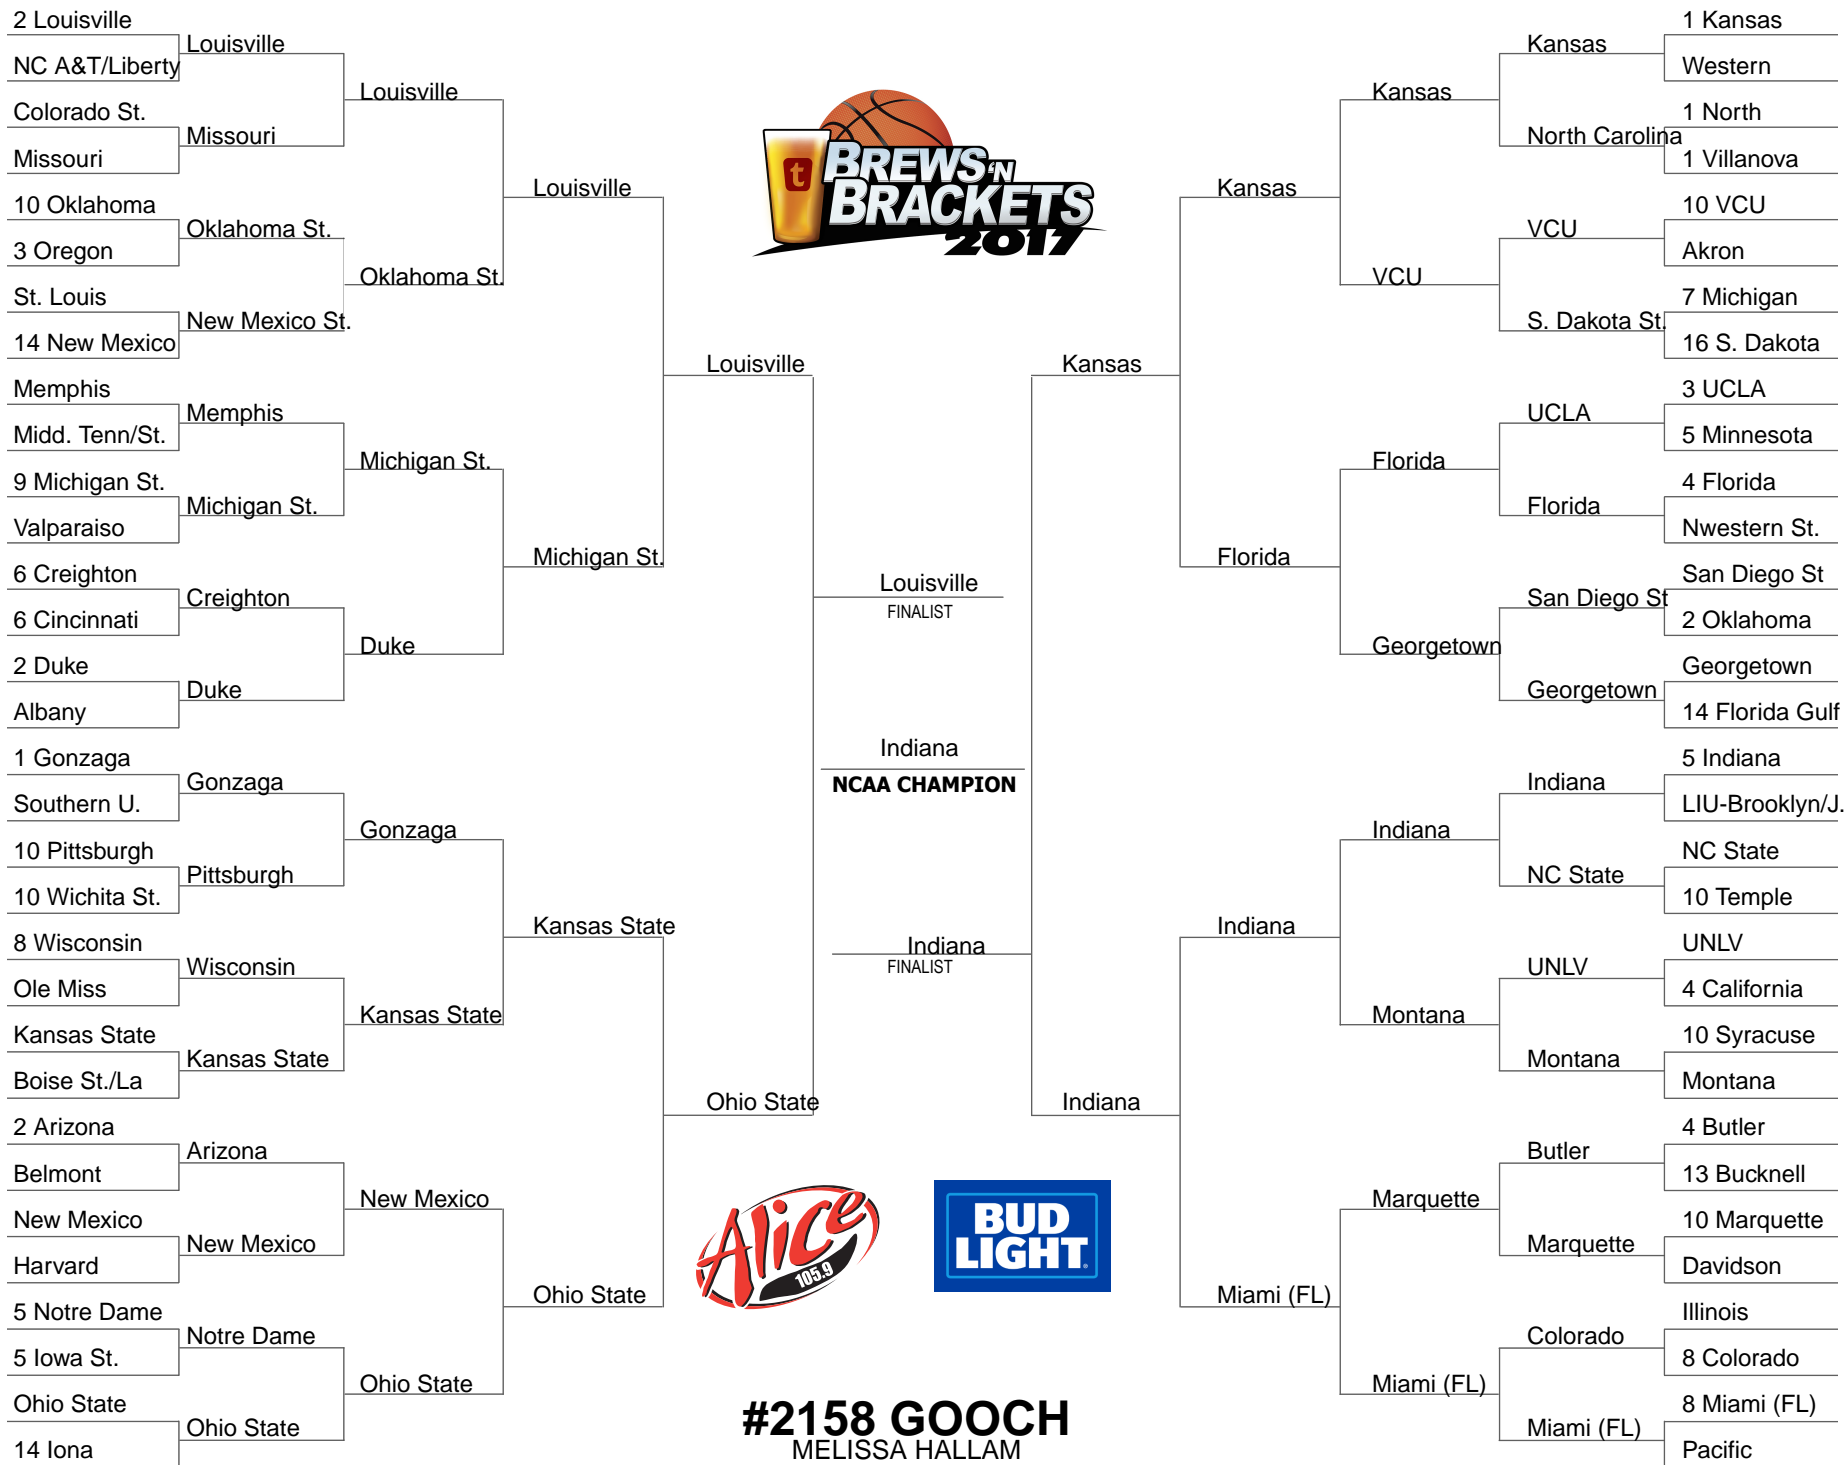 2 Louisville
NC A&T/Liberty
Colorado St.
Missouri
10 Oklahoma
3 Oregon
St. Louis
14 New Mexico
Memphis
Midd. Tenn/St.
9 Michigan St.
Valparaiso
6 Creighton
6 Cincinnati
2 Duke
Albany
1 Gonzaga
Southern U.
10 Pittsburgh
10 Wichita St.
8 Wisconsin
Ole Miss
Kansas State
Boise St./La
2 Arizona
Belmont
New Mexico
Harvard
5 Notre Dame
5 Iowa St.
Ohio State
14 Iona
Louisville
Missouri
Oklahoma St.
New Mexico St.
Memphis
Michigan St.
Creighton
Duke
Gonzaga
Pittsburgh
Wisconsin
Kansas State
Arizona
New Mexico
Notre Dame
Ohio State
Louisville
Oklahoma St.
Michigan St.
Duke
Gonzaga
Kansas State
New Mexico
Ohio State
Louisville
Michigan St.
Kansas State
Ohio State
Louisville
Ohio State
t
BREWS 'N
BRACKETS
2017
Louisville
FINALIST
Indiana
NCAA CHAMPION
Indiana
FINALIST
Alice
105.9
BUD
LIGHT
#2158 GOOCH
MELISSA HALLAM
Kansas
Indiana
Kansas
Florida
Indiana
Miami (FL)
Kansas
VCU
Florida
Georgetown
Indiana
Montana
Marquette
Miami (FL)
Kansas
North Carolina
VCU
S. Dakota St.
UCLA
Florida
San Diego St
Georgetown
Indiana
NC State
UNLV
Montana
Butler
Marquette
Colorado
Miami (FL)
1 Kansas
Western
1 North
1 Villanova
10 VCU
Akron
7 Michigan
16 S. Dakota
3 UCLA
5 Minnesota
4 Florida
Nwestern St.
San Diego St
2 Oklahoma
Georgetown
14 Florida Gulf
5 Indiana
LIU-Brooklyn/J.
NC State
10 Temple
UNLV
4 California
10 Syracuse
Montana
4 Butler
13 Bucknell
10 Marquette
Davidson
Illinois
8 Colorado
8 Miami (FL)
Pacific